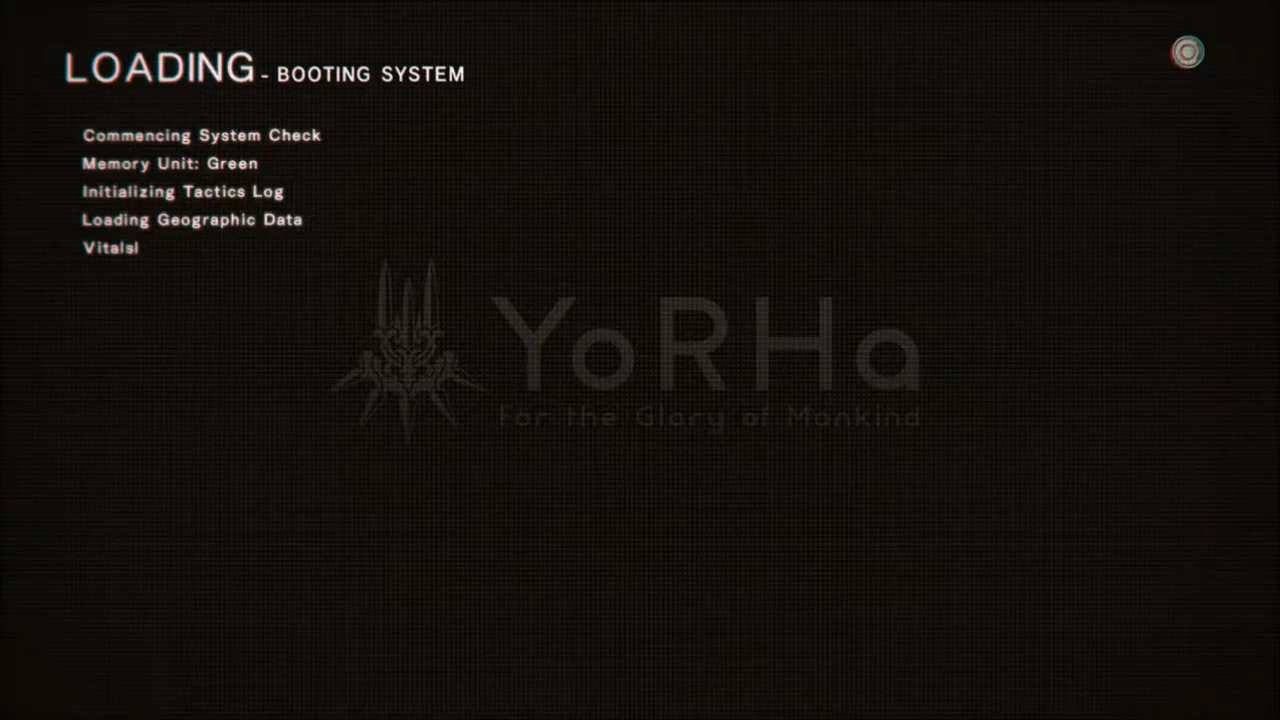 LOADING - BOOTING SYSTEM
Commencing System Check
Memory Unit: Green
Initializing Tactics Log
Loading Geographic Data
Vitals
YoRHa
For the Glory of Mankind